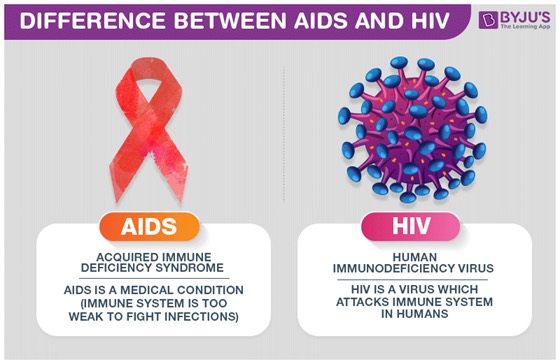 DIFFERENCE BETWEEN AIDS AND HIV
BYJU'S
The Learning App
AIDS
ACQUIRED IMMUNE
DEFICIENCY SYNDROME
AIDS IS A MEDICAL CONDITION
(IMMUNE SYSTEM IS TOO
WEAK TO FIGHT INFECTIONS)
HIV
HUMAN
IMMUNODEFICIENCY VIRUS
HIV IS A VIRUS WHICH
ATTACKS IMMUNE SYSTEM
IN HUMANS